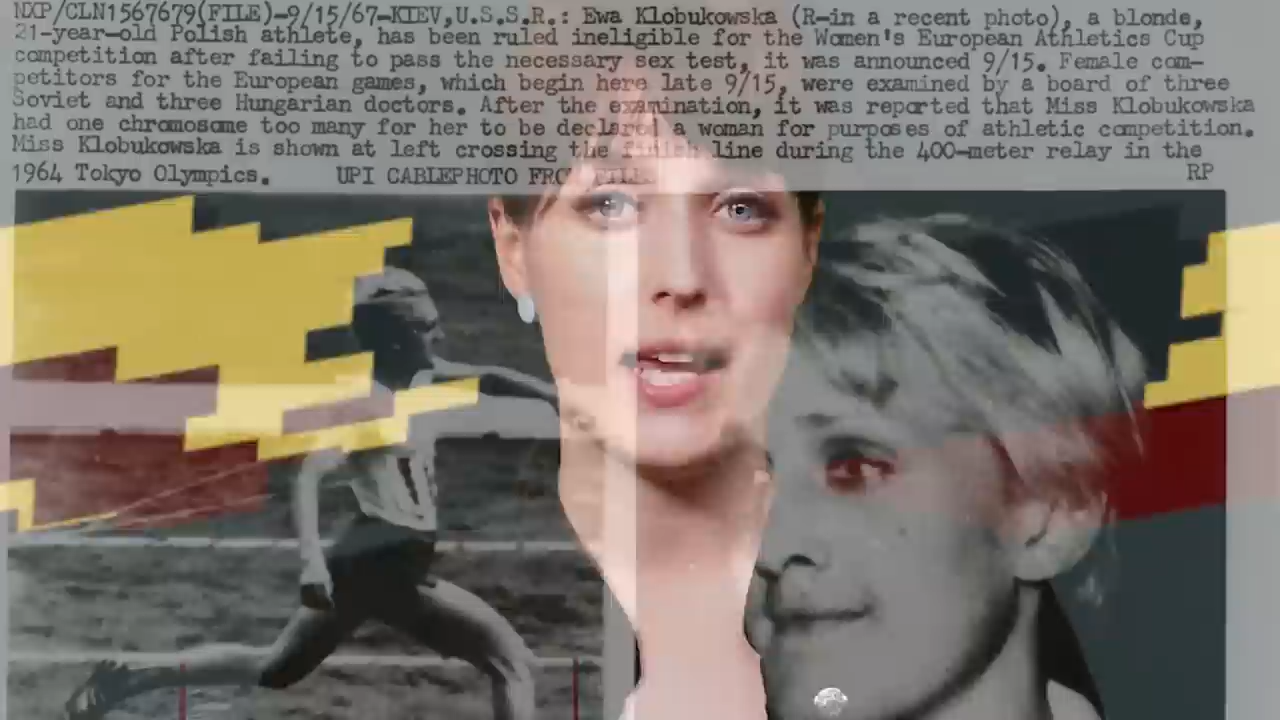 NXP/CLN1567679(FILE)-9/15/67-KIEV,U.S.S.R.: Ewa Klobukowska (R-in a recent photo), a blonde,
21-year-old Polish athlete, has been ruled ineligible for the Women's European Athletics Cup
competition after failing to pass the necessary sex test, it was announced 9/15. Female com-
petitors for the European games, which begin here late 9/15, were examined by a board of three
Soviet and three Hungarian doctors. After the examination, it was reported that Miss Klobukowska
had one chromosome too many for her to be declared a woman for purposes of athletic competition.
Miss Klobukowska is shown at left crossing the finish line during the 400-meter relay in the
1964 Tokyo Olympics. UPI CABLEPHOTO FROM FILES RP